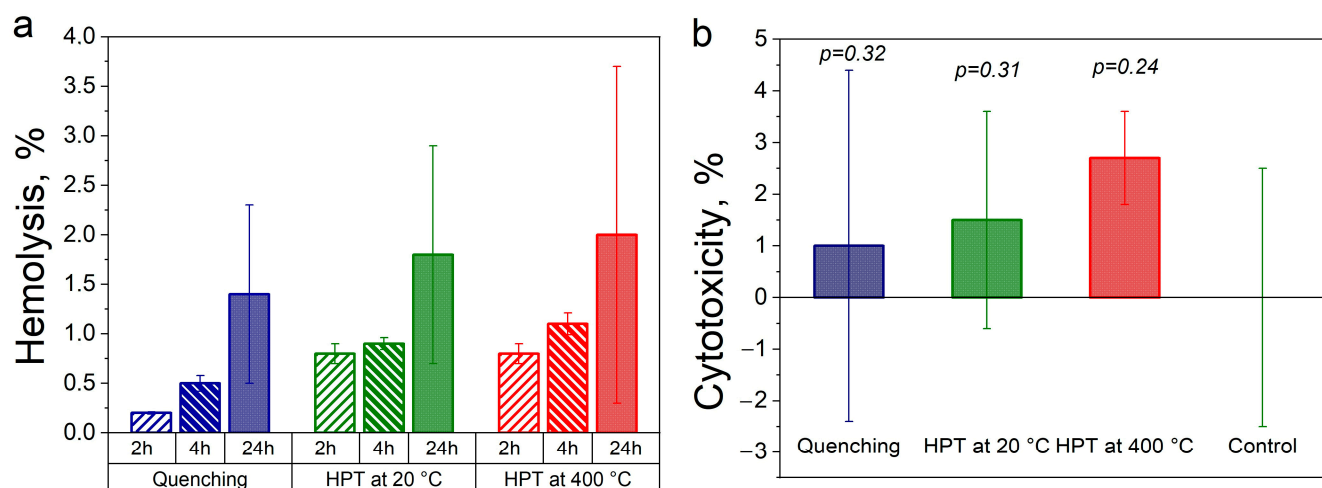 a
Hemolysis, %
4.0
3.5
3.0
2.5
2.0
1.5
1.0
0.5
0.0
2h 4h 24h 2h 4h 24h 2h 4h 24h
Quenching HPT at 20 °C HPT at 400 °C
b
Cytotoxicity, %
5
4
3
2
1
0
−1
−2
−3
p=0.32
p=0.31
p=0.24
Quenching HPT at 20 °C HPT at 400 °C Control